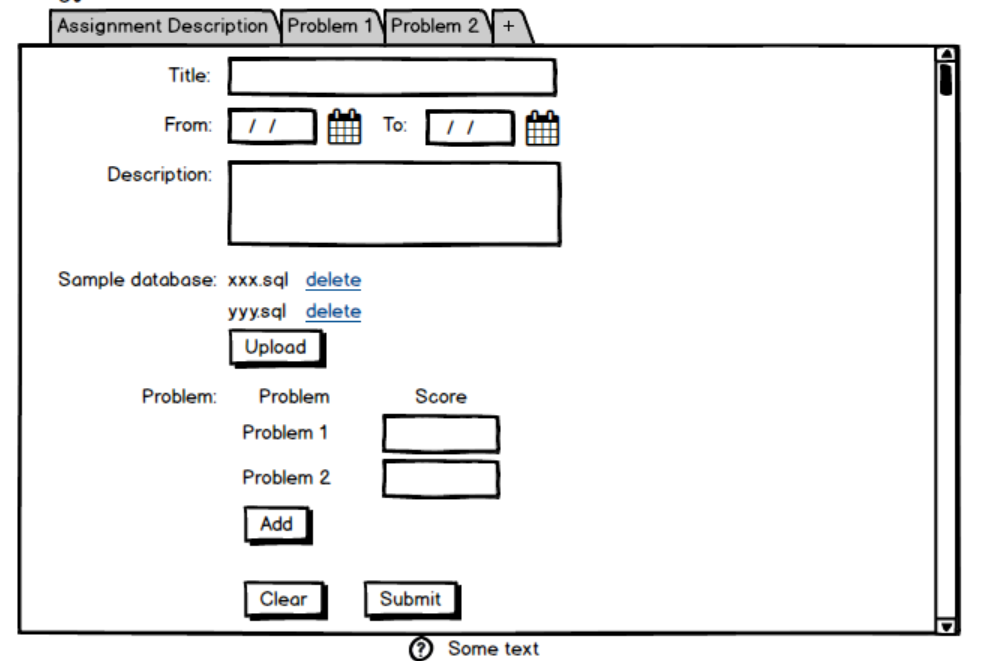 Assignment Description Problem 1 Problem 2 +
Title:
From: / / To: / /
Description:
Sample database: xxx.sql delete
yyy.sql delete
Upload
Problem: Problem Score
Problem 1
Problem 2
Add
Clear Submit
? Some text